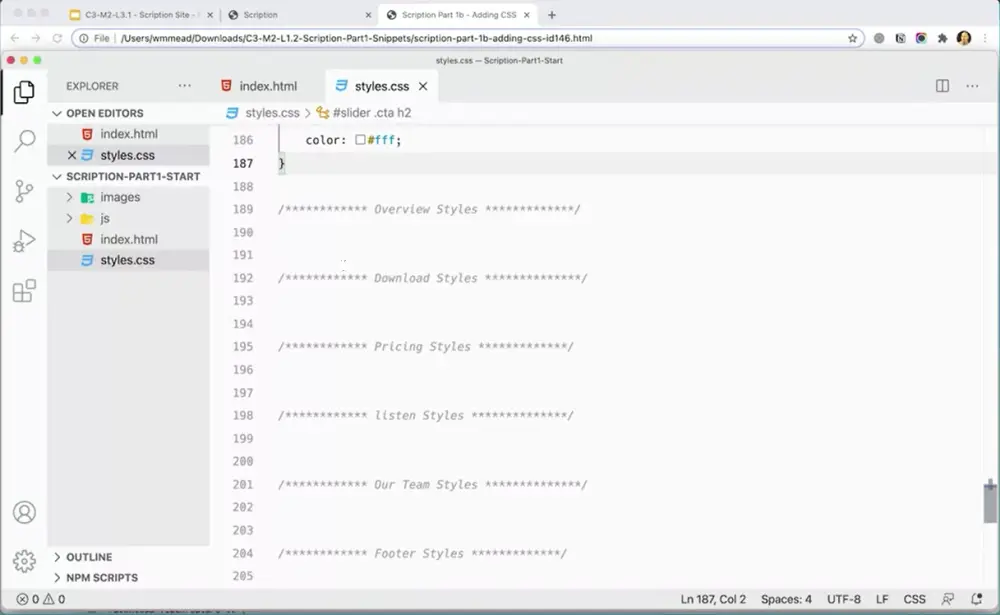 C3-M2-L3.1 - Scription Site -
Scription
Scription Part 1b - Adding CSS
File | /Users/wmmead/Downloads/C3-M2-L1.2-Scription-Part1-Snippets/scription-part-1b-adding-css-id146.html
styles.css — Scription-Part1-Start
EXPLORER
index.html
styles.css
OPEN EDITORS
styles.css > #slider .cta h2
index.html
styles.css
SCRIPTION-PART1-START
images
js
index.html
styles.css
186 color: #fff;
187 }
188
189 /************ Overview Styles *************/
190
191
192 /************ Download Styles **************/
193
194
195 /************ Pricing Styles *************/
196
197
198 /************ listen Styles **************/
199
200
201 /************ Our Team Styles **************/
202
203
204 /************ Footer Styles *************/
205
OUTLINE
NPM SCRIPTS
0 0
Ln 187, Col 2 Spaces: 4 UTF-8 LF CSS